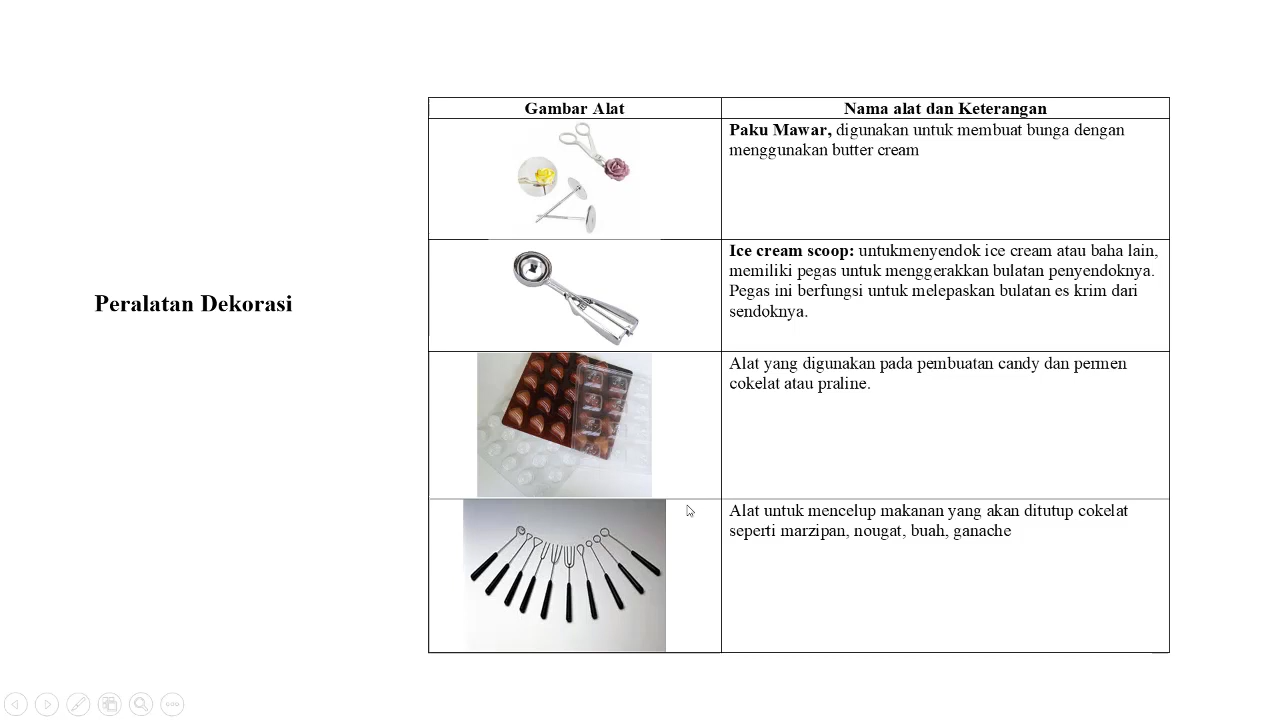 Peralatan Dekorasi
Gambar Alat
Nama alat dan Keterangan
Paku Mawar, digunakan untuk membuat bunga dengan
menggunakan butter cream
Ice cream scoop: untukmenyendok ice cream atau baha lain,
memiliki pegas untuk menggerakkan bulatan penyendoknya.
Pegas ini berfungsi untuk melepaskan bulatan es krim dari
sendoknya.
Alat yang digunakan pada pembuatan candy dan permen
cokelat atau praline.
Alat untuk mencelup makanan yang akan ditutup cokelat
seperti marzipan, nougat, buah, ganache